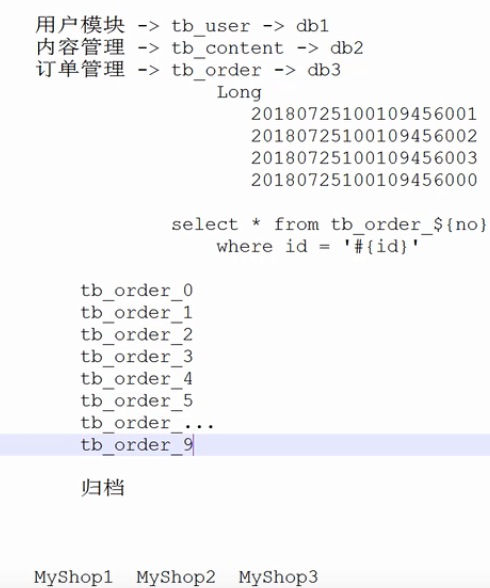 用户模块 -> tb_user -> db1
内容管理 -> tb_content -> db2
订单管理 -> tb_order -> db3
Long
20180725100109456001
20180725100109456002
20180725100109456003
20180725100109456000
select * from tb_order_${no}
where id = '#{id}'
tb_order_0
tb_order_1
tb_order_2
tb_order_3
tb_order_4
tb_order_5
tb_order_...
tb_order_9
归档
MyShop1 MyShop2 MyShop3